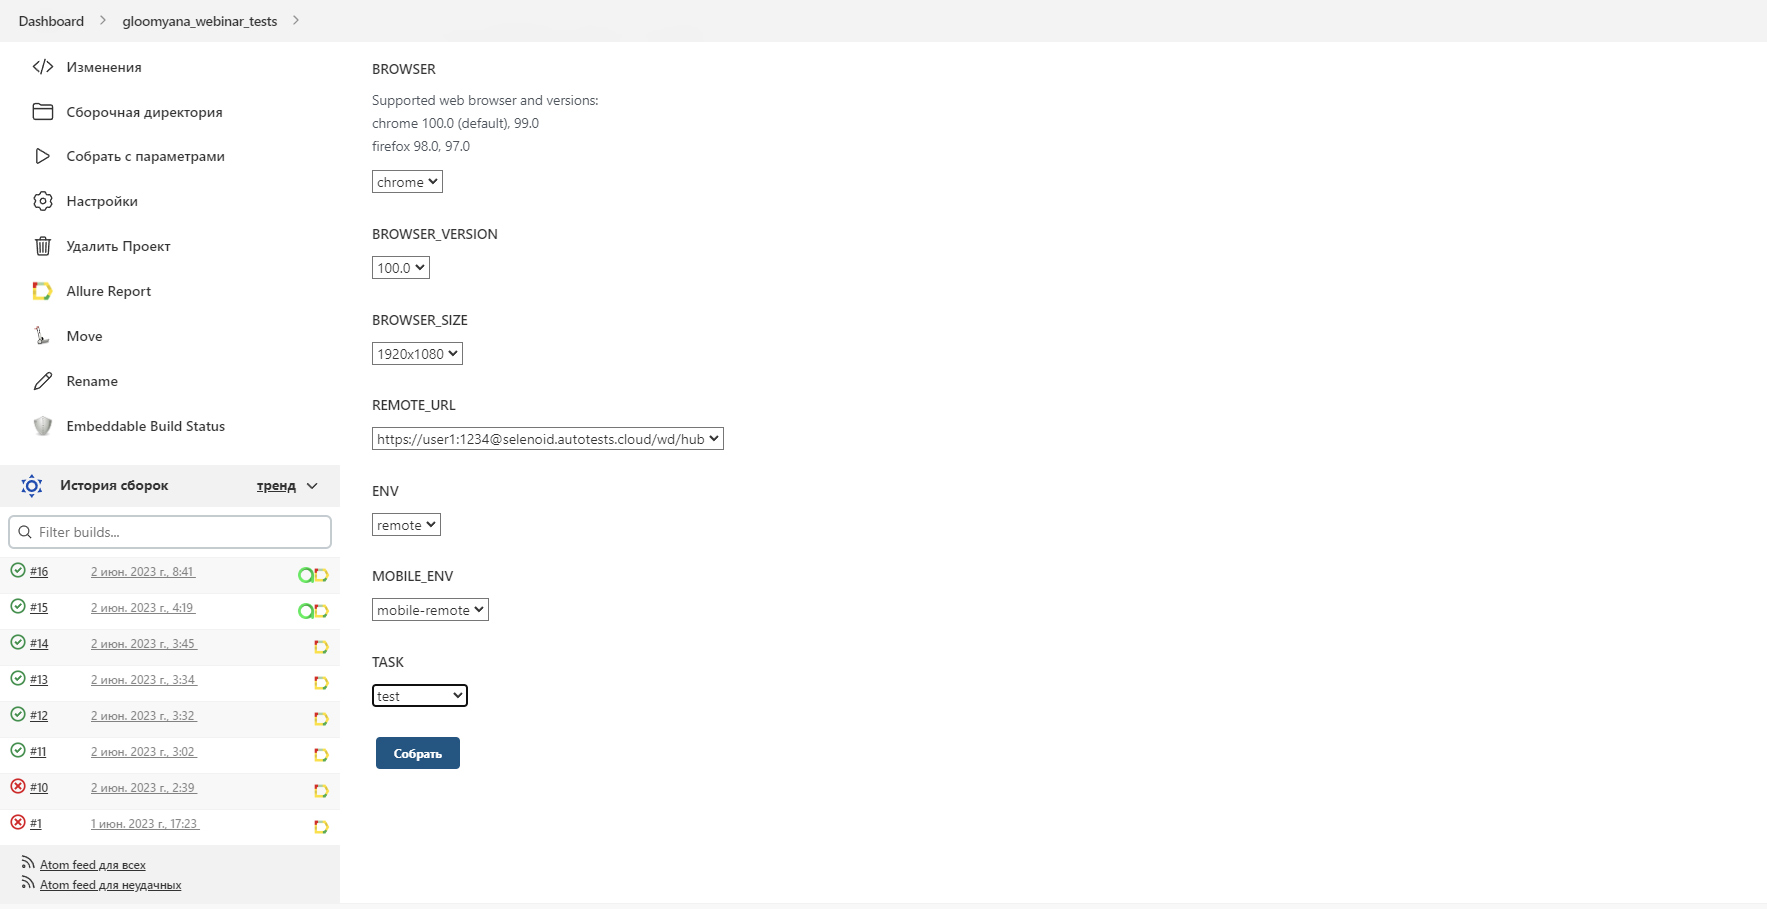 Dashboard
gloomyana_webinar_tests
Изменения
Сборочная директория
Собрать с параметрами
Настройки
Удалить Проект
Allure Report
Move
Rename
Embeddable Build Status
История сборок
тренд
Filter builds...
#16 2 июн. 2023 г., 8:41
#15 2 июн. 2023 г., 4:19
#14 2 июн. 2023 г., 3:45
#13 2 июн. 2023 г., 3:34
#12 2 июн. 2023 г., 3:32
#11 2 июн. 2023 г., 3:02
#10 2 июн. 2023 г., 2:39
#1 1 июн. 2023 г., 17:23
Atom feed для всех
Atom feed для неудачных
BROWSER
Supported web browser and versions:
chrome 100.0 (default), 99.0
firefox 98.0, 97.0
chrome
BROWSER_VERSION
100.0
BROWSER_SIZE
1920x1080
REMOTE_URL
https://user1:1234@selenoid.autotests.cloud/wd/hub
ENV
remote
MOBILE_ENV
mobile-remote
TASK
test
Собрать